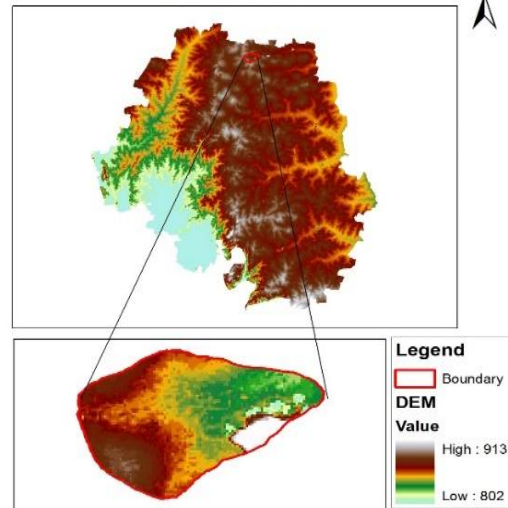 Legend
Boundary
DEM
Value
High : 913
Low : 802